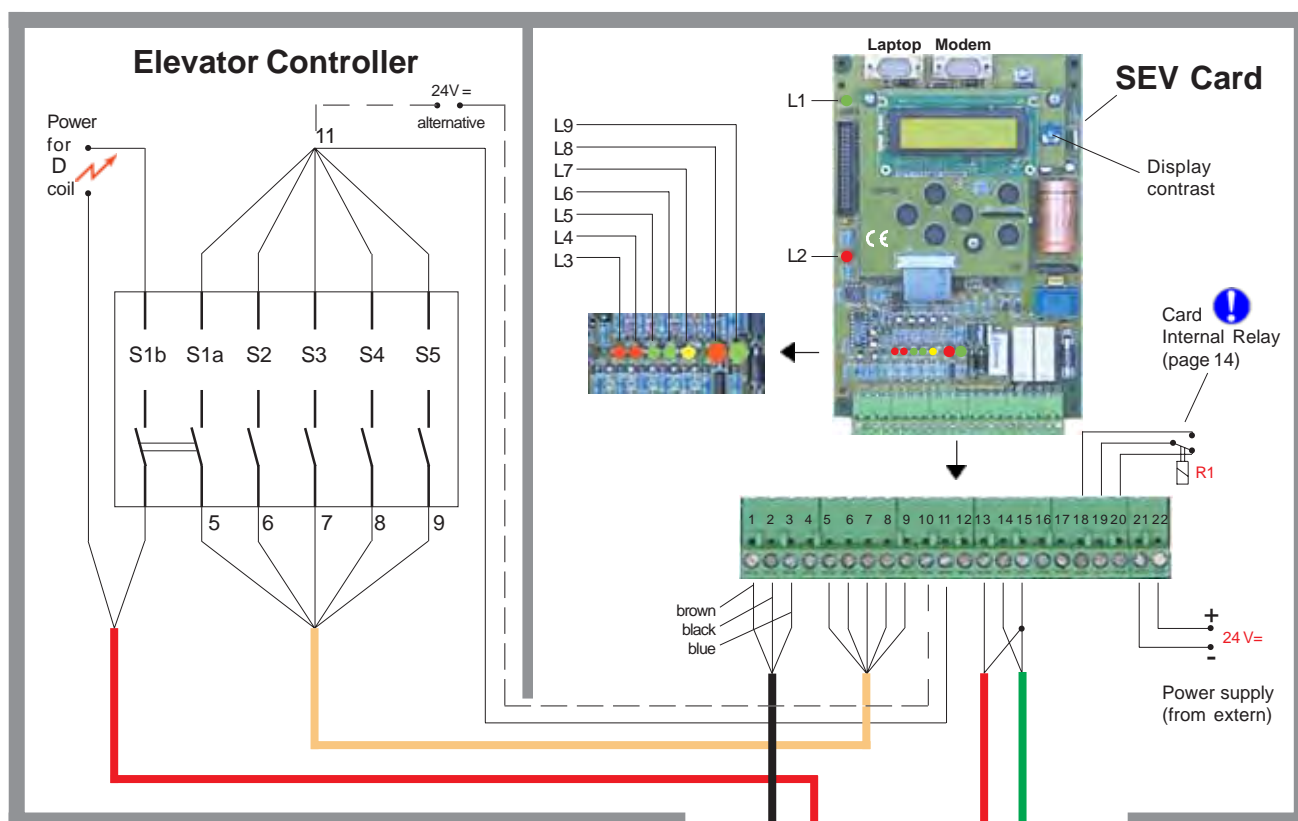 Elevator Controller
24V =
alternative
11
Power
for
D
coil
S1b S1a S2 S3 S4 S5
5 6 7 8 9
Laptop Modem
SEV Card
L1
L2
Display
contrast
L9
L8
L7
L6
L5
L4
L3
CE
Card
Internal Relay
(page 14)
R1
1 2 3 4 5 6 7 8 9 10 11 12 13 14 15 16 17 18 19 20 21 22
brown
black
blue
+
24 V=
-
Power supply
(from extern)